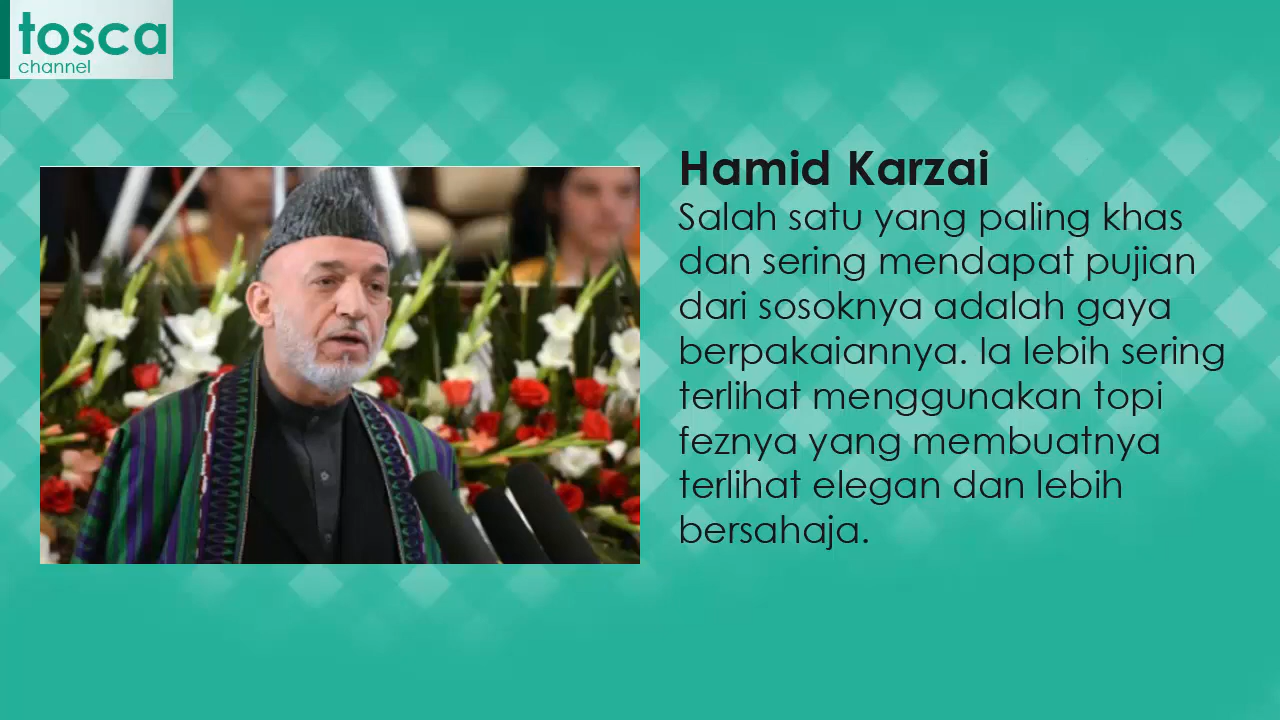 tosca
channel
Hamid Karzai
Salah satu yang paling khas
dan sering mendapat pujian
dari sosoknya adalah gaya
berpakaiannya. Ia lebih sering
terlihat menggunakan topi
feznya yang membuatnya
terlihat elegan dan lebih
bersahaja.